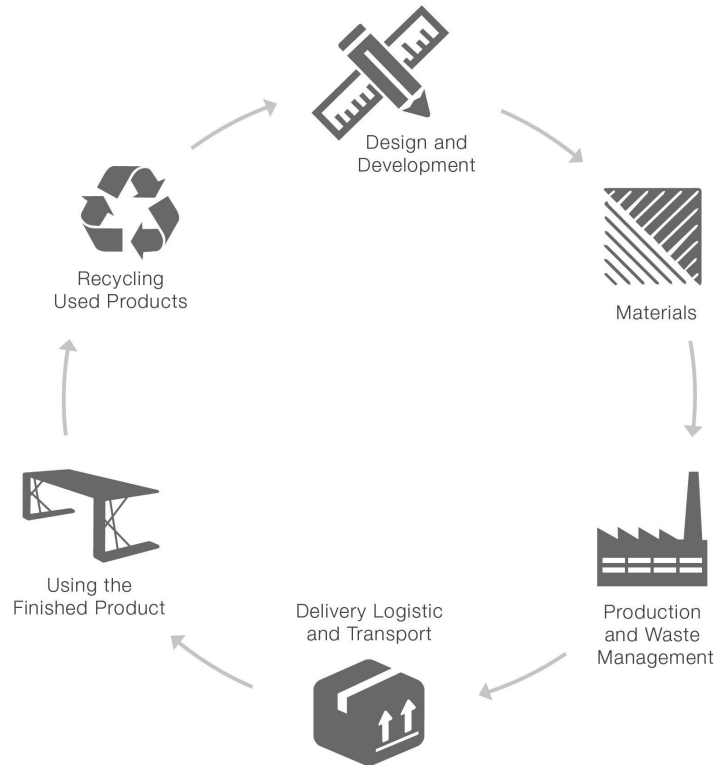 Design and
Development
Materials
Production
and Waste
Management
Delivery Logistic
and Transport
Using the
Finished Product
Recycling
Used Products